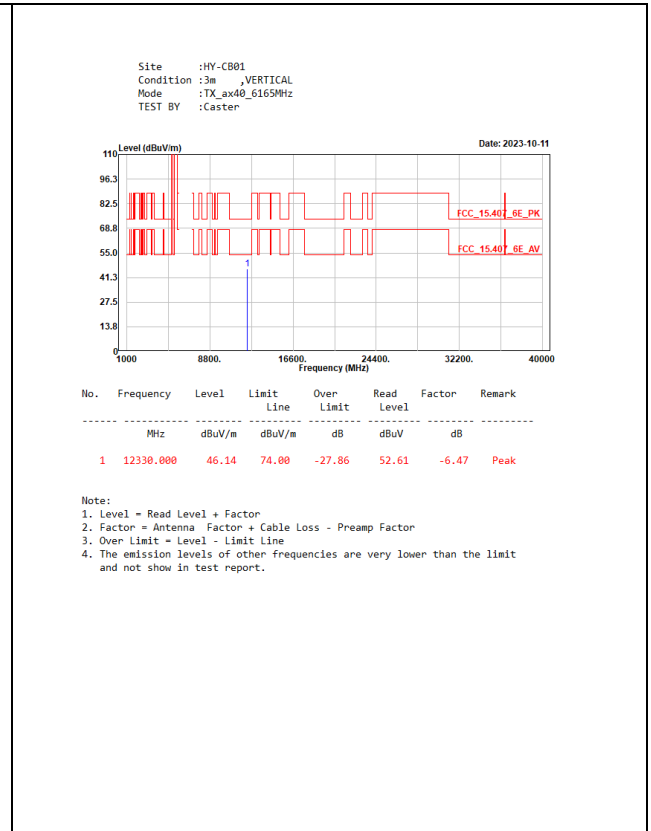 Site      :HY-CB01
Condition :3m   ,VERTICAL
Mode      :TX_ax40_6165MHz
TEST BY   :Caster
Level (dBuV/m)
Date: 2023-10-11
110
96.3
82.5
FCC_15.407_6E_PK
68.8
55.0
FCC_15.407_6E_AV
1
41.3
27.5
13.8
0
1000 8800. 16600. 24400. 32200. 40000
Frequency (MHz)
No. Frequency Level Limit Over Read Factor Remark
Line Limit Level
------ ----------- -------- -------- --------- --------- -------- ---------
MHz dBuV/m dBuV/m dB dBuV dB
1 12330.000 46.14 74.00 -27.86 52.61 -6.47 Peak
Note:
1. Level = Read Level + Factor
2. Factor = Antenna  Factor + Cable Loss - Preamp Factor
3. Over Limit = Level - Limit Line
4. The emission levels of other frequencies are very lower than the limit
and not show in test report.